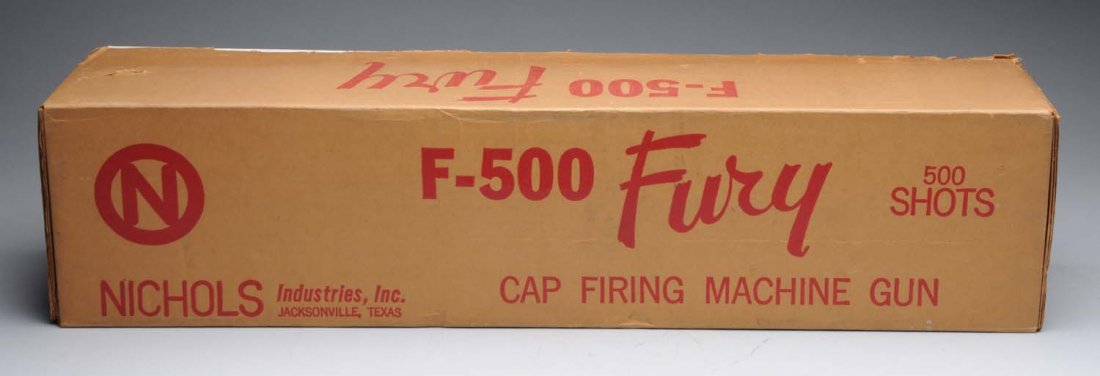 F-500 Fury
N
F-500 Fury
500
SHOTS
NICHOLS Industries, Inc.
JACKSONVILLE, TEXAS
CAP FIRING MACHINE GUN